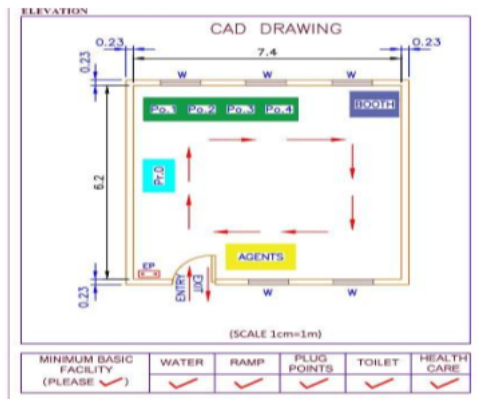 ELEVATION
CAD DRAWING
0.23
7.4
0.23
0.23
W W W
Po.1 Po.2 Po.3 Po.4
BOOTH
6.2
Pr.O
AGENTS
EP
ENTRY
EXIT
0.23
W W
(SCALE 1cm=1m)
MINIMUM BASIC FACILITY (PLEASE ✓)
WATER
RAMP
PLUG POINTS
TOILET
HEALTH CARE